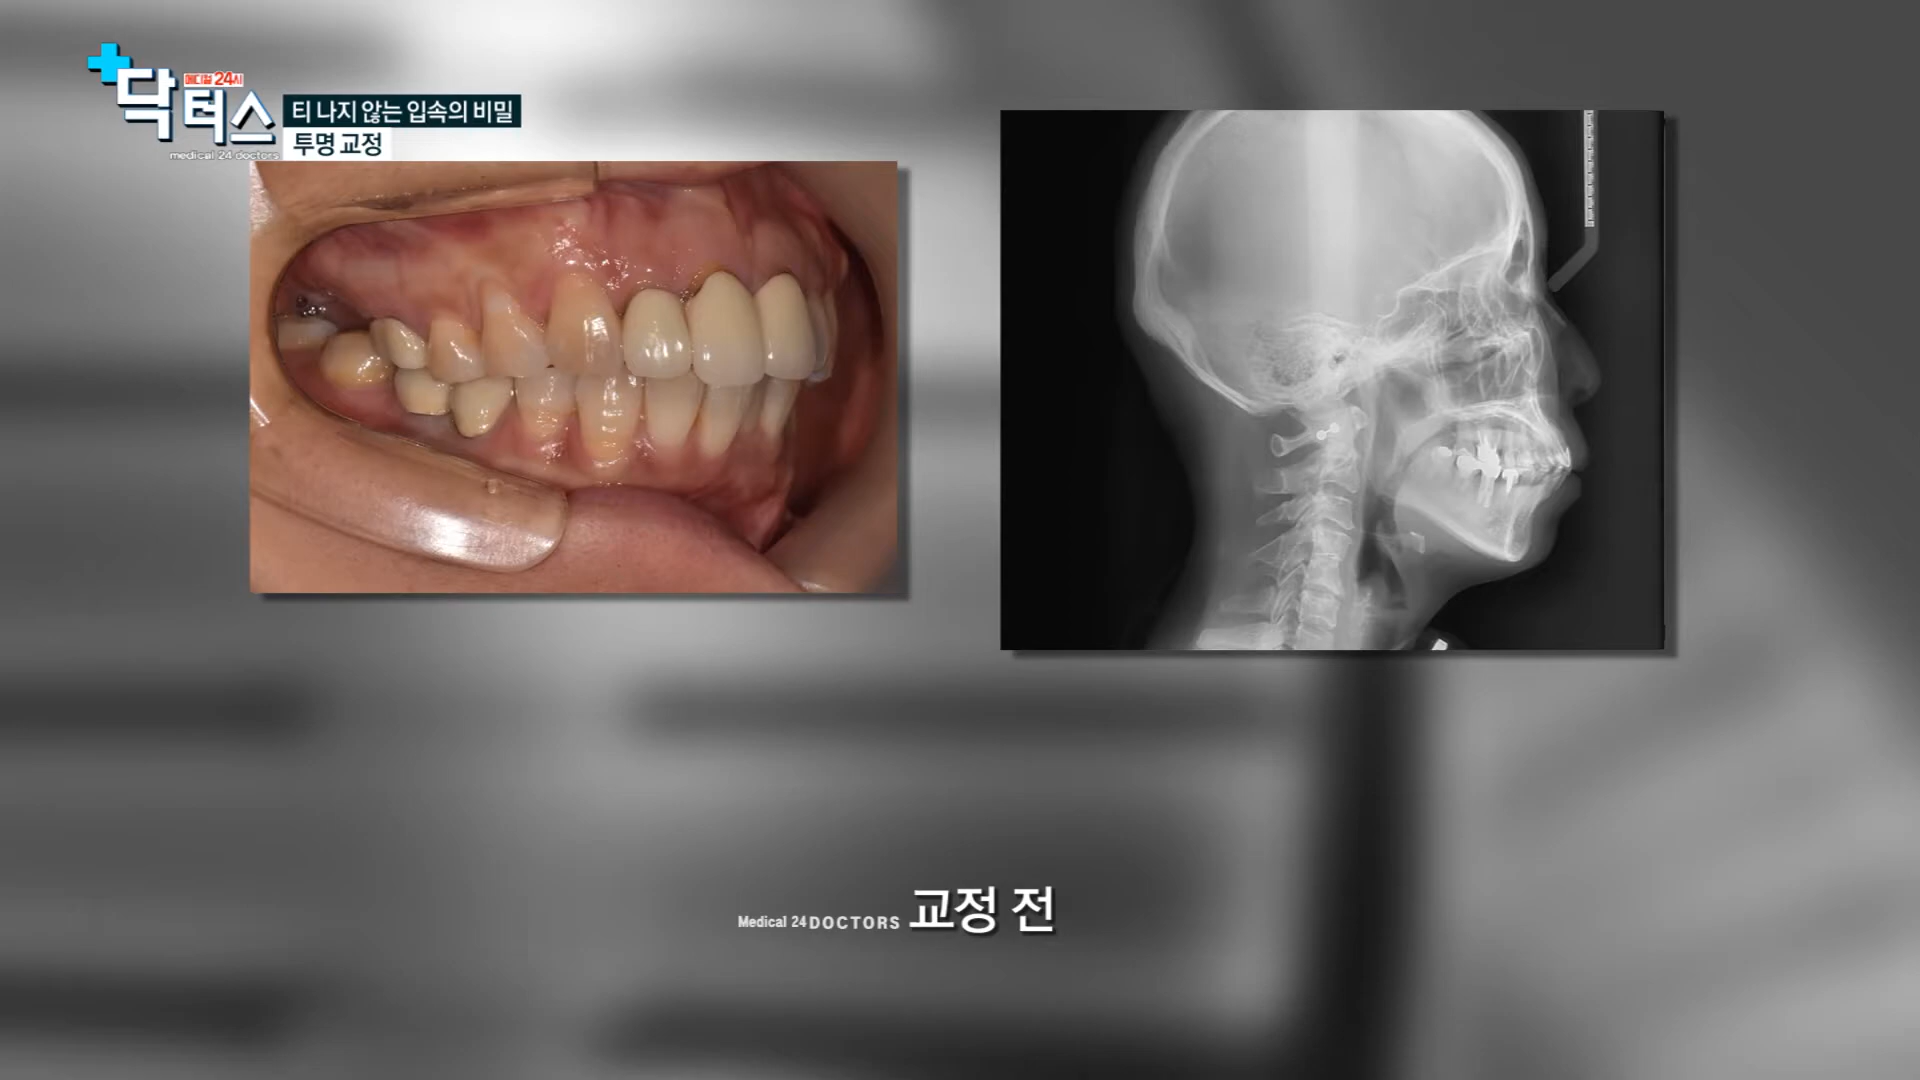 메디컬 24시
닥터스
medical 24 doctors
티 나지 않는 입속의 비밀
투명 교정
Medical 24 DOCTORS 교정 전